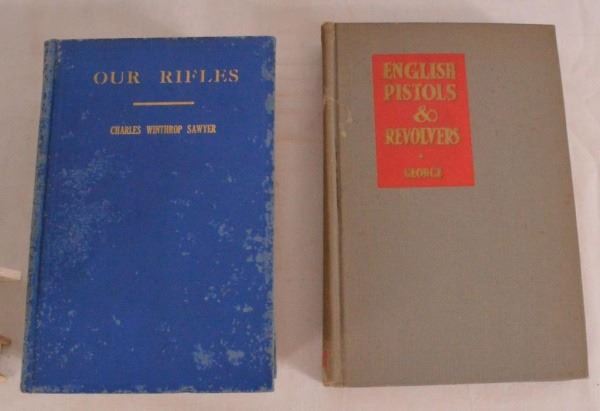 OUR RIFLES
CHARLES WINTHROP SAWYER
ENGLISH
PISTOLS
&
REVOLVERS
GEORGE